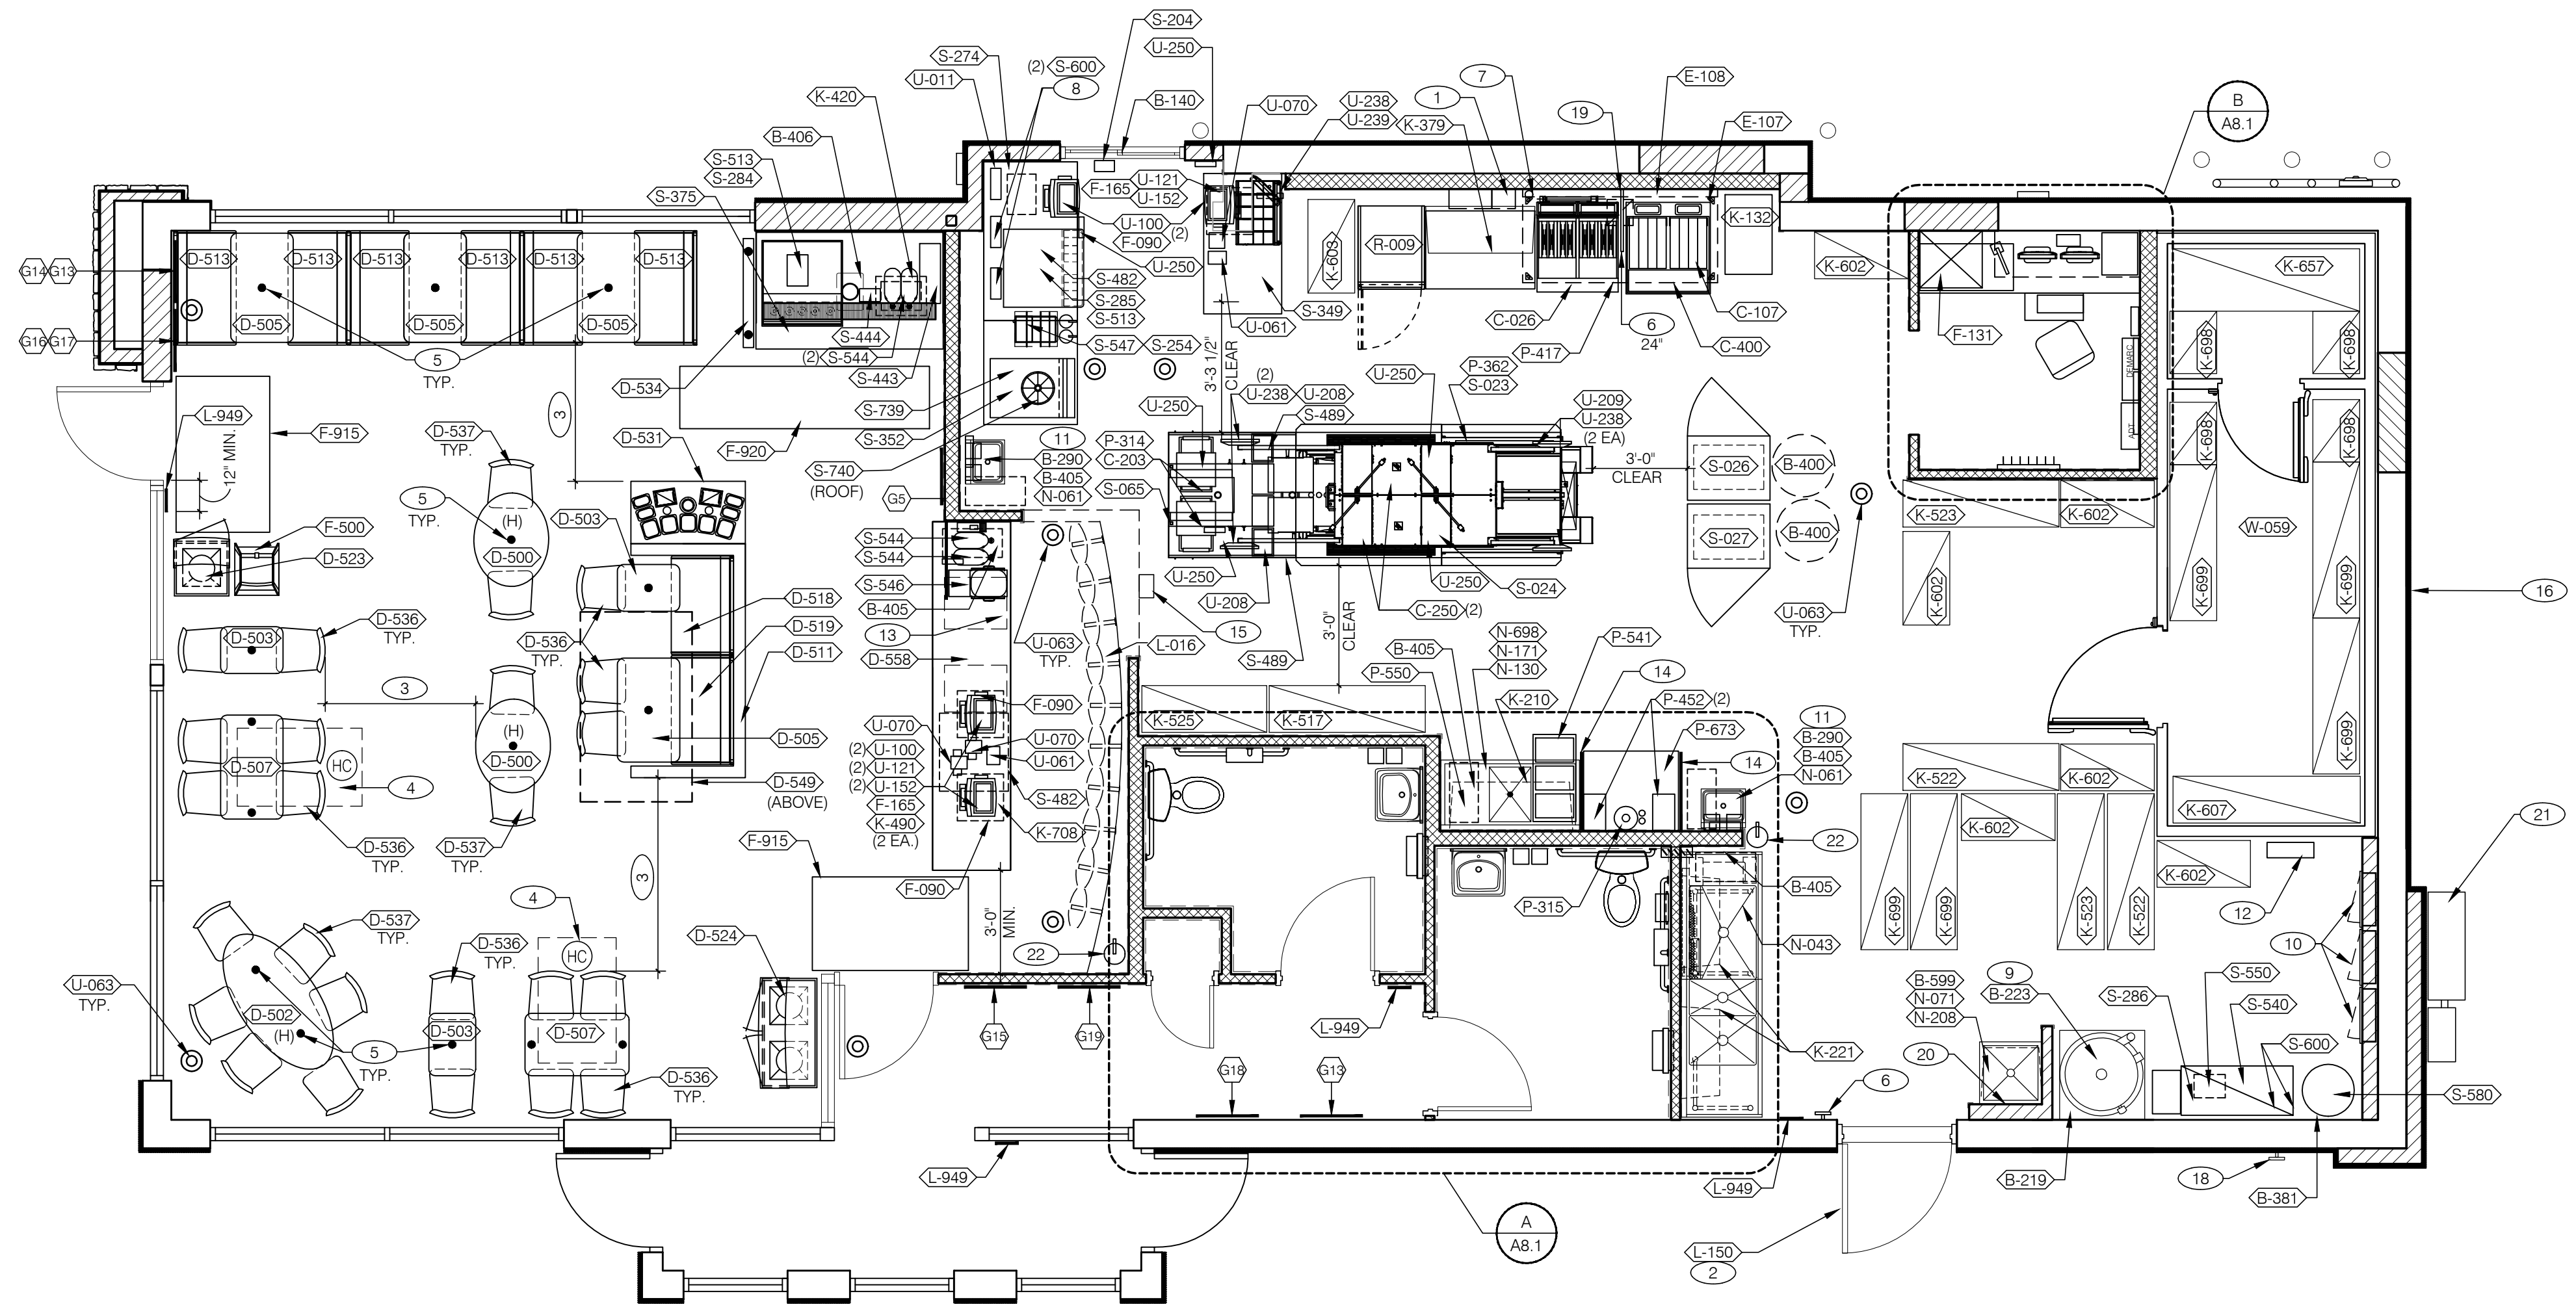 S-204
U-250
S-274
U-011
(2) S-600
8
B-140
K-420
B-406
S-513
S-284
S-375
U-070
U-238
U-239
7
1
K-379
19
E-108
E-107
B
A8.1
F-165
U-121
U-152
U-100
F-090
(2)
U-250
S-482
S-285
S-513
S-547
S-254
K-603
R-009
K-132
S-349
U-061
C-026
P-417
6
24"
C-107
C-400
K-602
F-131
DEMARC
ADT
K-657
K-698
K-698
K-698
K-698
G14
G13
G16
G17
D-513
D-513
D-513
D-513
D-513
D-513
D-505
D-505
D-505
5
TYP.
S-444
(2) S-544
S-443
D-534
S-739
S-352
S-740
(ROOF)
F-920
G5
L-949
F-915
12" MIN.
3
D-537
TYP.
D-531
5
TYP.
(H)
D-500
D-503
F-500
D-523
11
B-290
B-405
N-061
3'-3 1/2"
CLEAR
(2)
U-238
U-208
S-489
U-250
P-314
C-203
S-065
U-250
P-362
S-023
U-209
U-238
(2 EA)
3'-0"
CLEAR
S-026
B-400
S-027
B-400
U-063
TYP.
K-523
K-602
K-602
W-059
K-699
K-699
K-699
16
S-544
S-544
S-546
B-405
13
D-558
U-063
TYP.
L-016
15
U-250
U-208
S-489
3'-0"
CLEAR
C-250 (2)
U-250
S-024
D-518
D-519
D-511
D-536
TYP.
D-503
D-536
TYP.
3
(H)
D-500
D-505
D-549
(ABOVE)
D-507
HC
4
D-536
TYP.
D-537
TYP.
3
F-090
U-070
U-070
(2) U-100
(2) U-121
(2) U-152
F-165
K-490
(2 EA.)
U-061
S-482
K-708
F-090
F-915
3'-0"
MIN.
22
B-405
P-550
N-698
N-171
N-130
P-541
14
K-210
P-452 (2)
P-673
14
K-525
K-517
11
B-290
B-405
N-061
22
P-315
B-405
N-043
K-221
K-522
K-602
K-602
K-699
K-699
K-523
K-522
K-607
K-602
12
21
10
4
HC
D-537
TYP.
D-536
TYP.
D-524
U-063
TYP.
D-502
(H)
5
TYP.
D-503
D-507
D-536
TYP.
G15
G19
L-949
G18
G13
L-949
L-949
6
20
B-599
N-071
N-208
9
B-223
S-286
S-550
S-540
S-600
S-580
B-219
18
B-381
A
A8.1
L-150
2